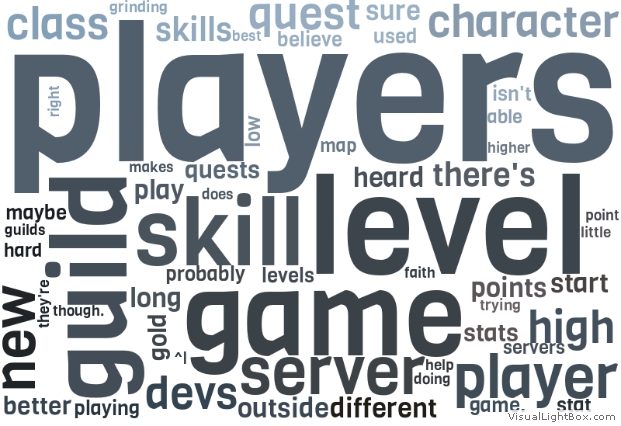 class grinding skills best quest believe sure used character
players
right low map isn't able higher
makes quests play does heard there's
maybe guilds hard guild skill level point little
probably levels faith
new they're though. long gold ^| game points start trying
stats high servers
server help doing player
better playing devs outside different game. stat
VisualLightBox.com